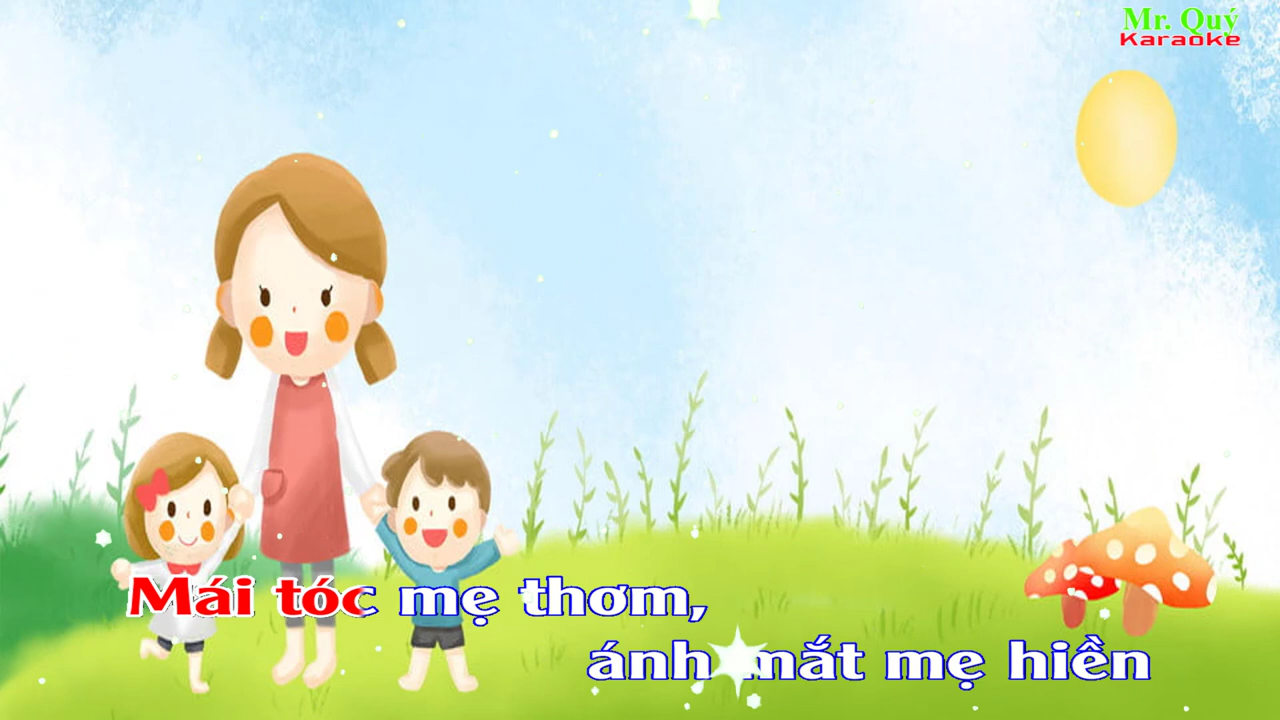 Mr. Quý
Karaoke
Mái tóc mẹ thơm,
ánh mắt mẹ hiền